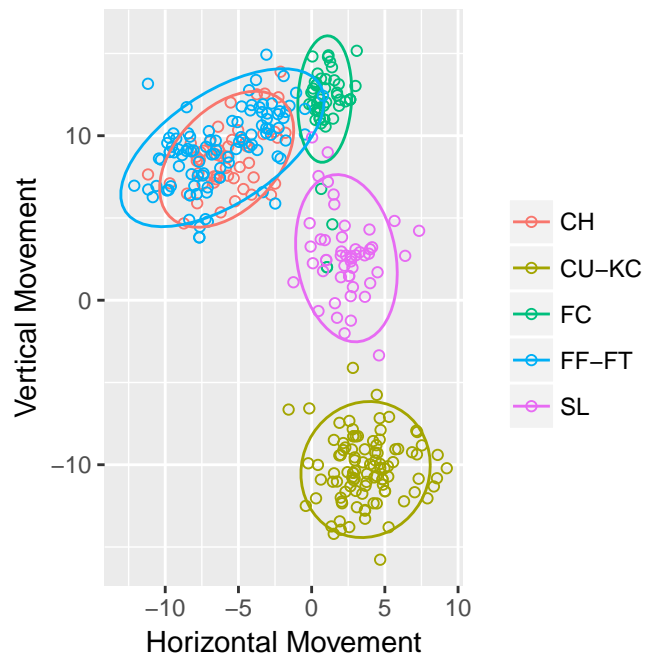 10
0
−10
−10
−5
0
5
10
Horizontal Movement
Vertical Movement
CH
CU−KC
FC
FF−FT
SL